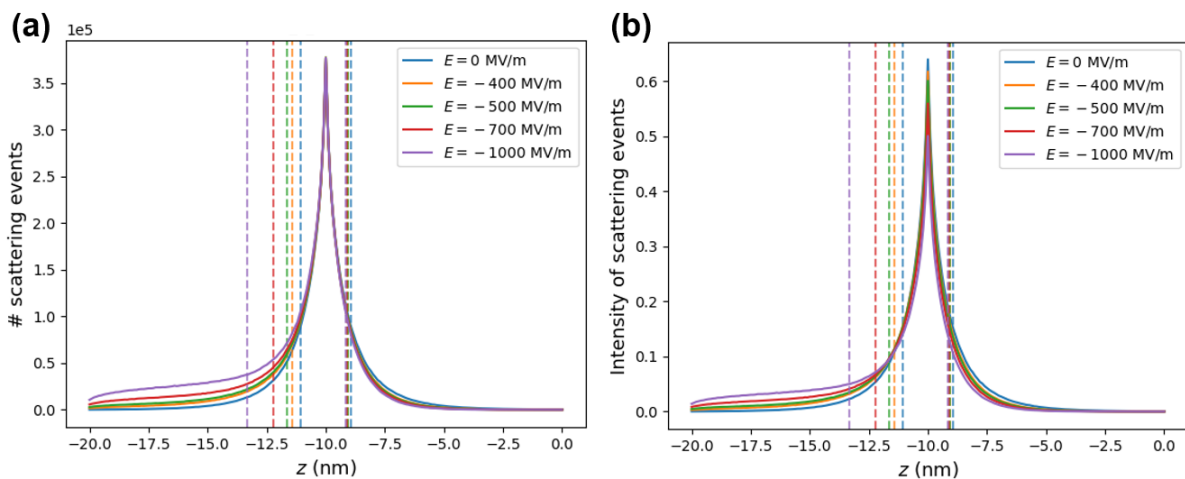 (a)
1e5
# scattering events
3.5
3.0
2.5
2.0
1.5
1.0
0.5
0.0
E = 0 MV/m
E = −400 MV/m
E = −500 MV/m
E = −700 MV/m
E = −1000 MV/m
−20.0 −17.5 −15.0 −12.5 −10.0 −7.5 −5.0 −2.5 0.0
z (nm)
(b)
Intensity of scattering events
0.6
0.5
0.4
0.3
0.2
0.1
0.0
E = 0 MV/m
E = −400 MV/m
E = −500 MV/m
E = −700 MV/m
E = −1000 MV/m
−20.0 −17.5 −15.0 −12.5 −10.0 −7.5 −5.0 −2.5 0.0
z (nm)